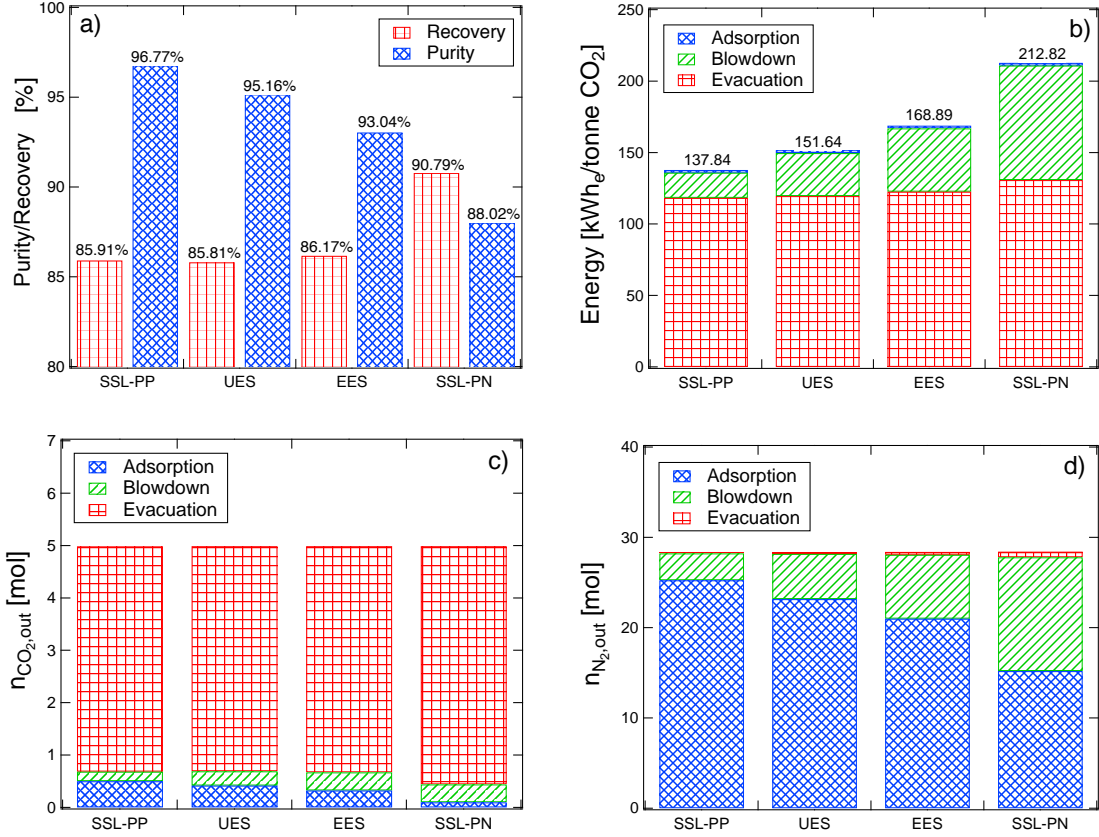 a)
Recovery
Purity
Purity/Recovery [%]
100
95
90
85
80
85.91%
96.77%
85.81%
95.16%
86.17%
93.04%
90.79%
88.02%
SSL-PP UES EES SSL-PN
b)
Adsorption
Blowdown
Evacuation
Energy [kWhe/tonne CO2]
250
200
150
100
50
0
137.84
151.64
168.89
212.82
SSL-PP UES EES SSL-PN
c)
Adsorption
Blowdown
Evacuation
nCO2,out [mol]
7
6
5
4
3
2
1
0
SSL-PP UES EES SSL-PN
d)
Adsorption
Blowdown
Evacuation
nN2,out [mol]
40
30
20
10
0
SSL-PP UES EES SSL-PN